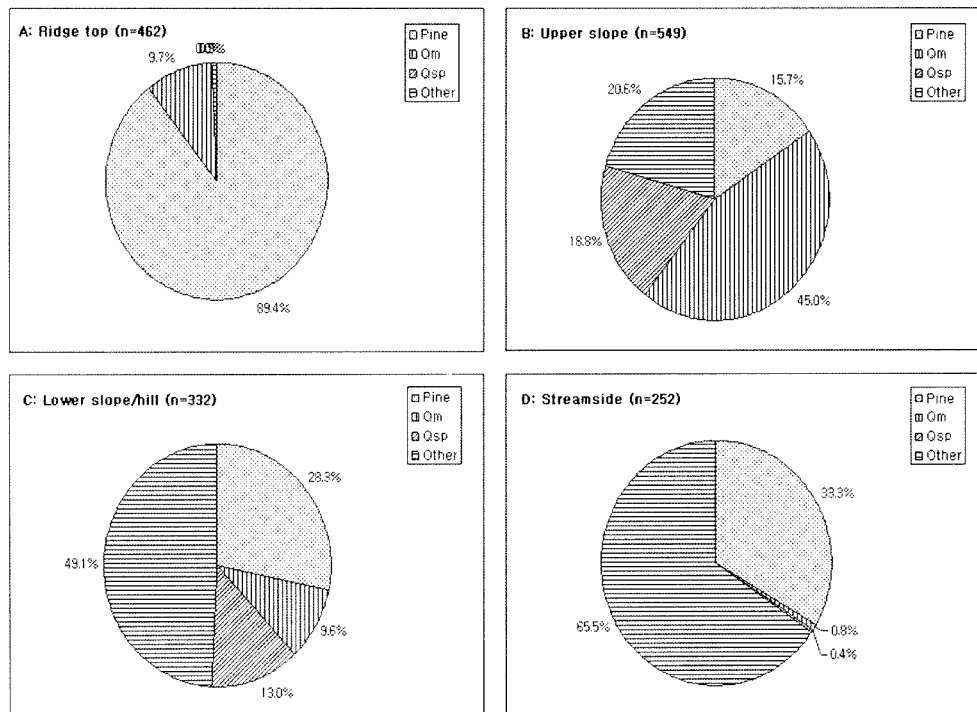 A: Ridge top (n=462)
Pine
Qm
Qsp
Other
9.7%
89.4%
B: Upper slope (n=549)
Pine
Qm
Qsp
Other
20.6%
15.7%
18.8%
45.0%
C: Lower slope/hill (n=332)
Pine
Qm
Qsp
Other
28.3%
49.1%
9.6%
13.0%
D: Streamside (n=252)
Pine
Qm
Qsp
Other
33.3%
65.5%
0.8%
0.4%